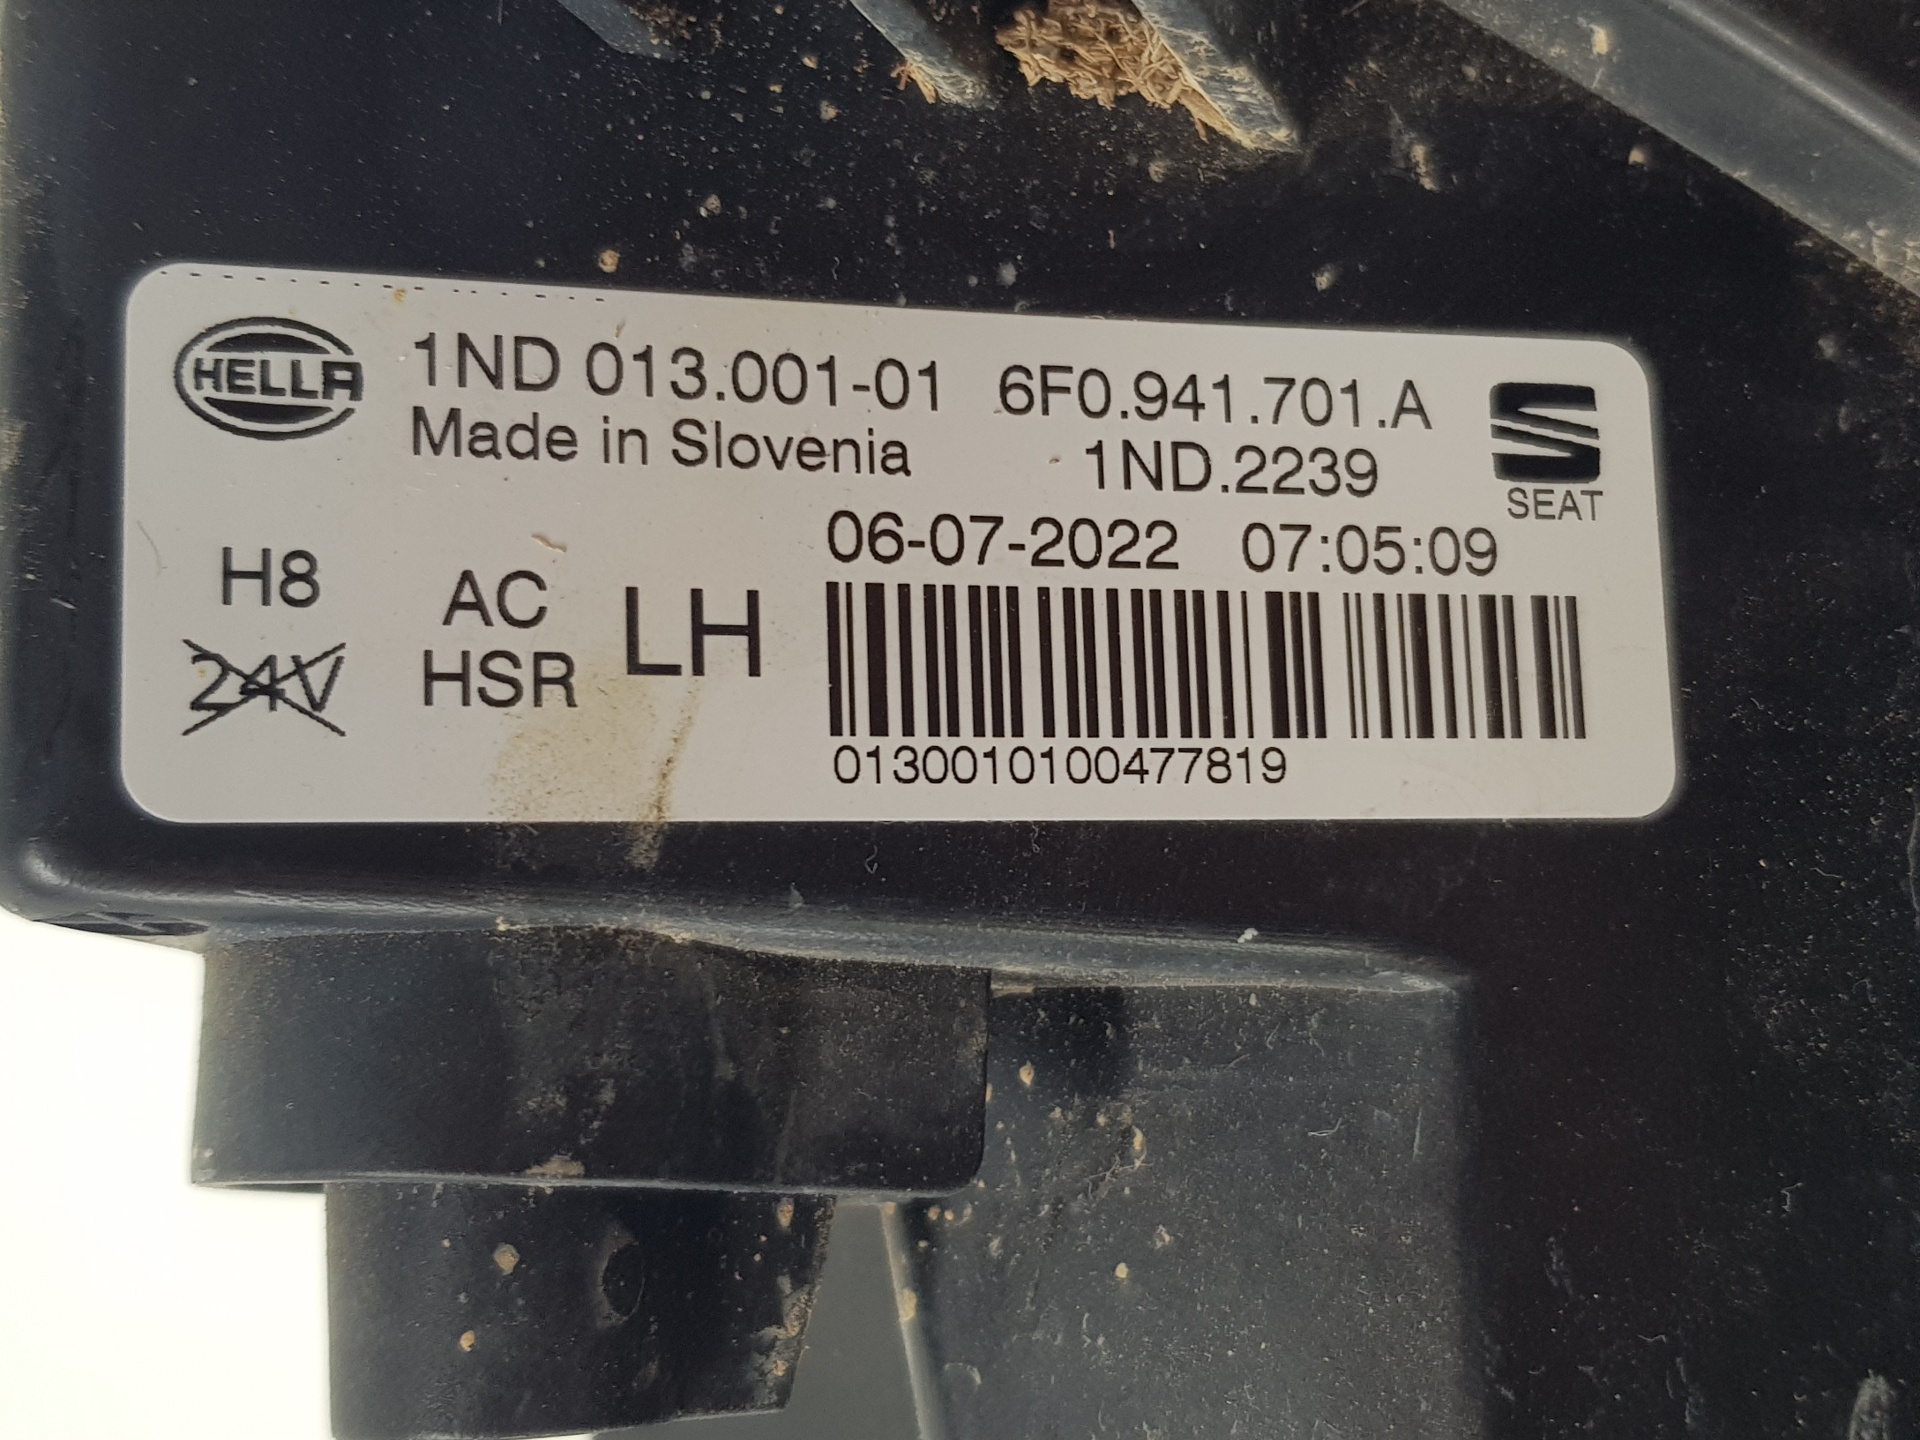 HELLA 1ND 013.001-01 6F0.941.701.A
Made in Slovenia 1ND.2239
SEAT
06-07-2022 07:05:09
H8 AC LH
24V HSR
0130010100477819